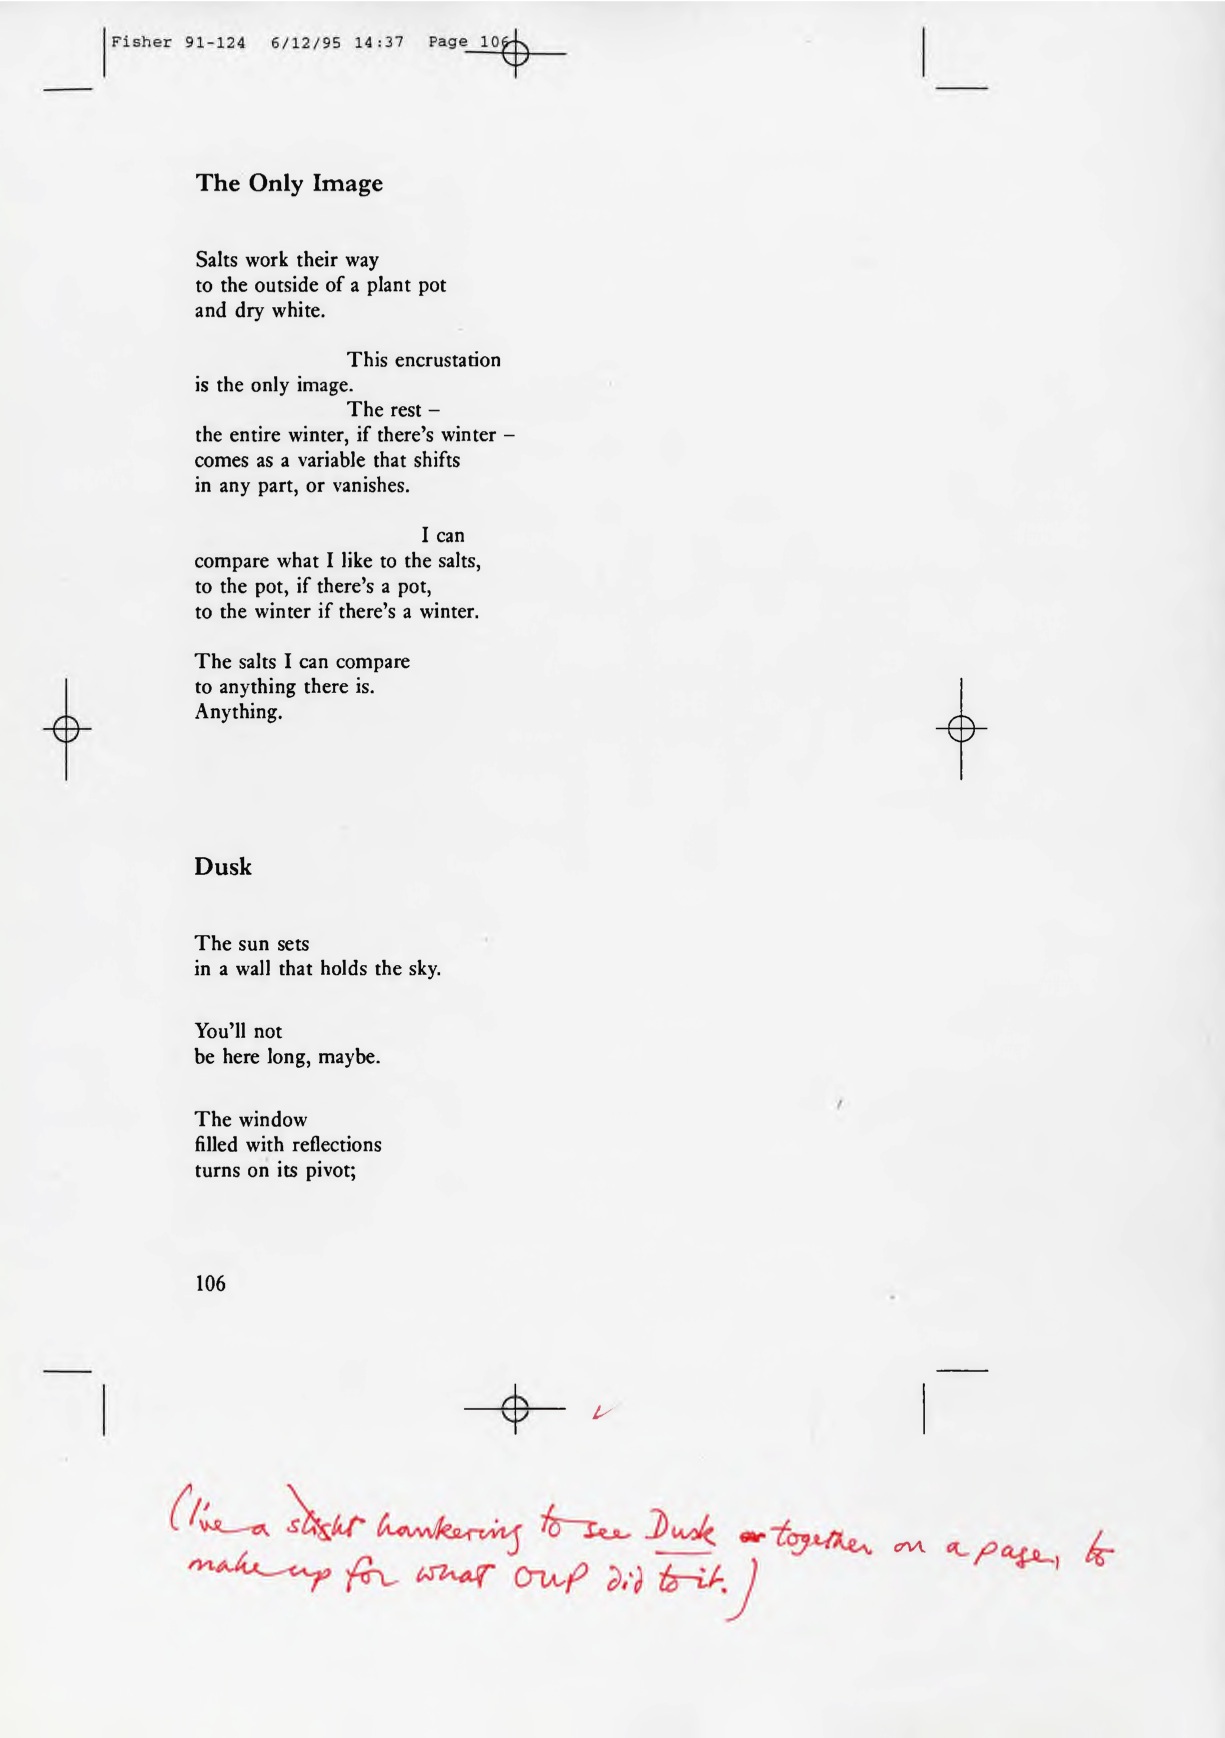 Fisher 91-124 6/12/95 14:37 Page 106
The Only Image
Salts work their way
to the outside of a plant pot
and dry white.
This encrustation
is the only image.
The rest –
the entire winter, if there's winter –
comes as a variable that shifts
in any part, or vanishes.
I can
compare what I like to the salts,
to the pot, if there's a pot,
to the winter if there's a winter.
The salts I can compare
to anything there is.
Anything.
Dusk
The sun sets
in a wall that holds the sky.
You'll not
be here long, maybe.
The window
filled with reflections
turns on its pivot;
106
(I've a slight hankering to see Dusk together on a page, to
make up for what OUP did to it.)